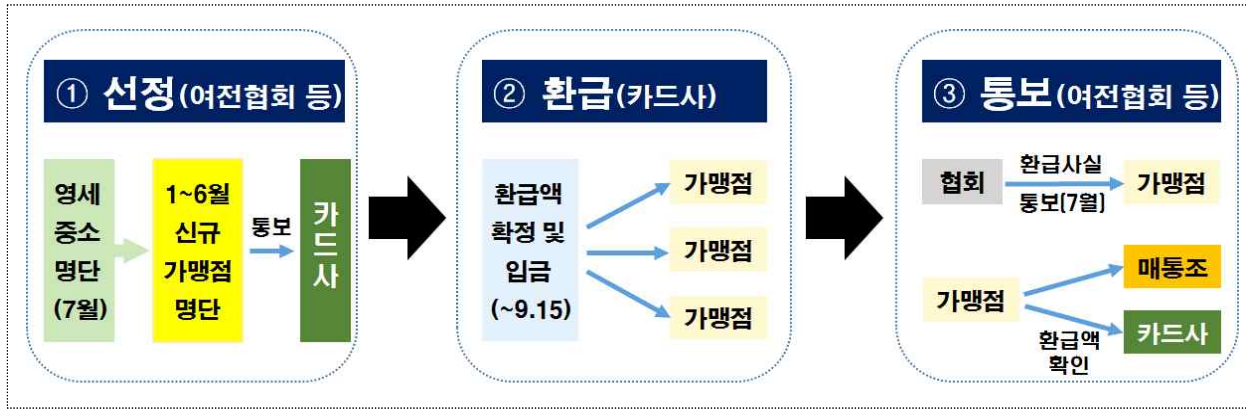 ① 선정(여전협회 등)
영세
중소
명단
(7월)
1~6월
신규
가맹점
명단
통보
카
드
사
② 환급(카드사)
환급액
확정 및
입금
(~9.15)
가맹점
가맹점
가맹점
③ 통보(여전협회 등)
협회
환급사실
통보(7월)
가맹점
가맹점
매통조
카드사
환급액
확인